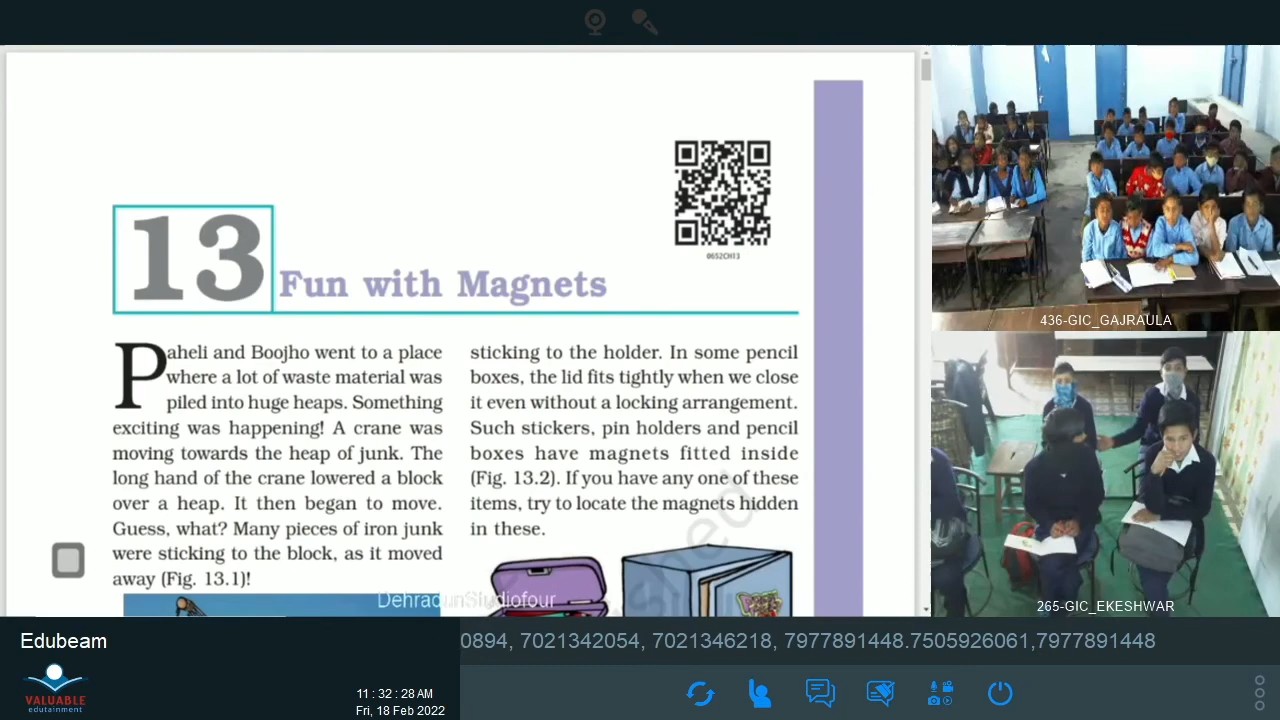 0652CH13
13 Fun with Magnets
Paheli and Boojho went to a place
where a lot of waste material was
piled into huge heaps. Something
exciting was happening! A crane was
moving towards the heap of junk. The
long hand of the crane lowered a block
over a heap. It then began to move.
Guess, what? Many pieces of iron junk
were sticking to the block, as it moved
away (Fig. 13.1)!
sticking to the holder. In some pencil
boxes, the lid fits tightly when we close
it even without a locking arrangement.
Such stickers, pin holders and pencil
boxes have magnets fitted inside
(Fig. 13.2). If you have any one of these
items, try to locate the magnets hidden
in these.
DehradunStudiofour
436-GIC_GAJRAULA
265-GIC_EKESHWAR
Edubeam
0894, 7021342054, 7021346218, 7977891448.7505926061,7977891448
VALUABLE
edutainment
11 : 32 : 28 AM
Fri, 18 Feb 2022